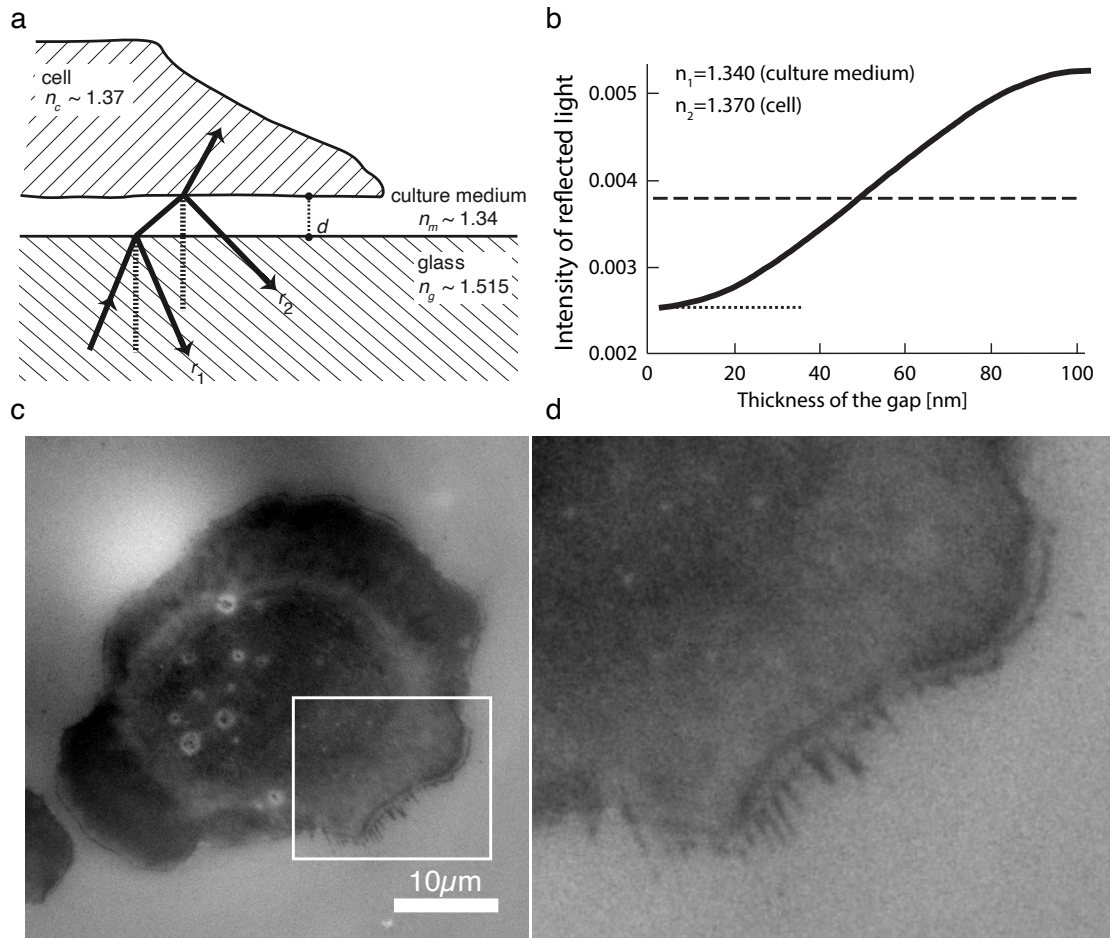 a
cell
n_c ~ 1.37
culture medium
n_m ~ 1.34
d
glass
n_g ~ 1.515
r_2
r_1
b
n_1=1.340 (culture medium)
n_2=1.370 (cell)
Intensity of reflected light
0.005
0.004
0.003
0.002
0 20 40 60 80 100
Thickness of the gap [nm]
c
10µm
d